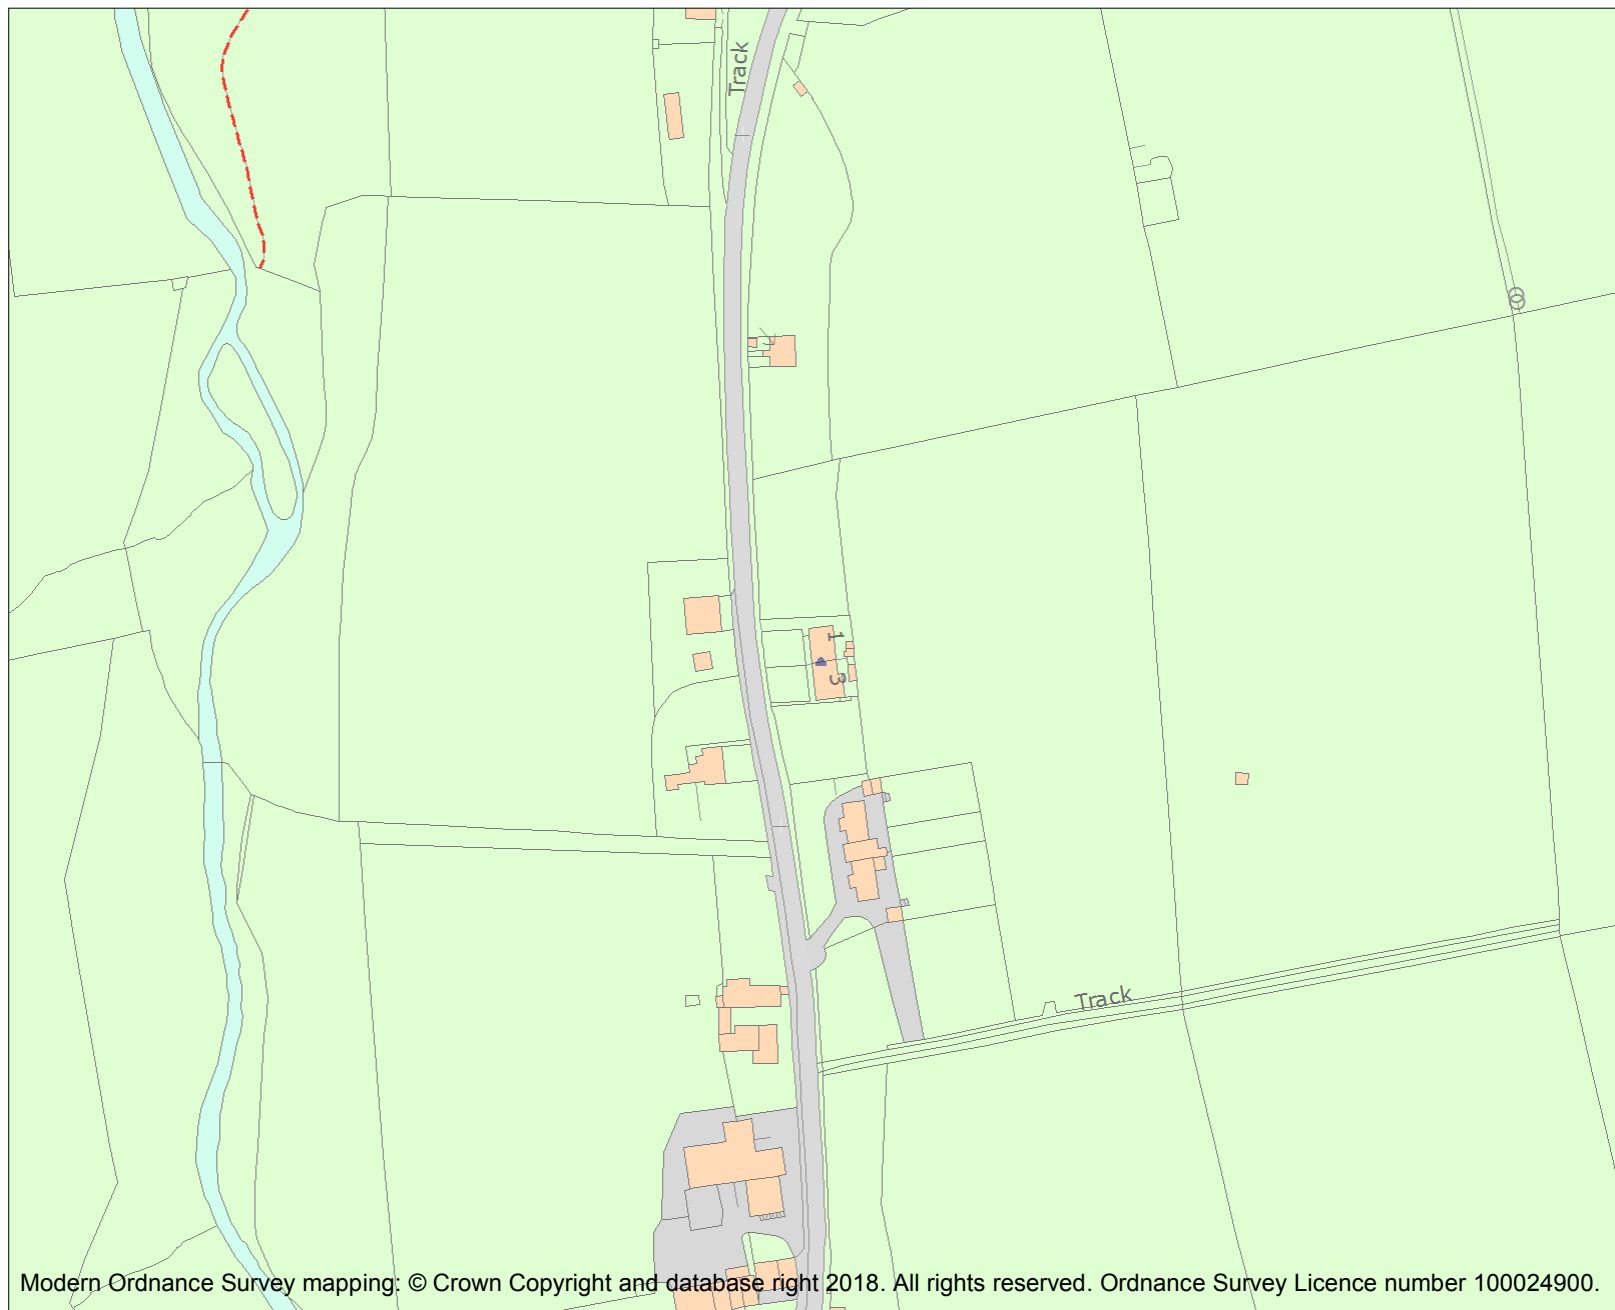 Track
1
3
Track
Modern Ordnance Survey mapping: © Crown Copyright and database right 2018. All rights reserved. Ordnance Survey Licence number 100024900.